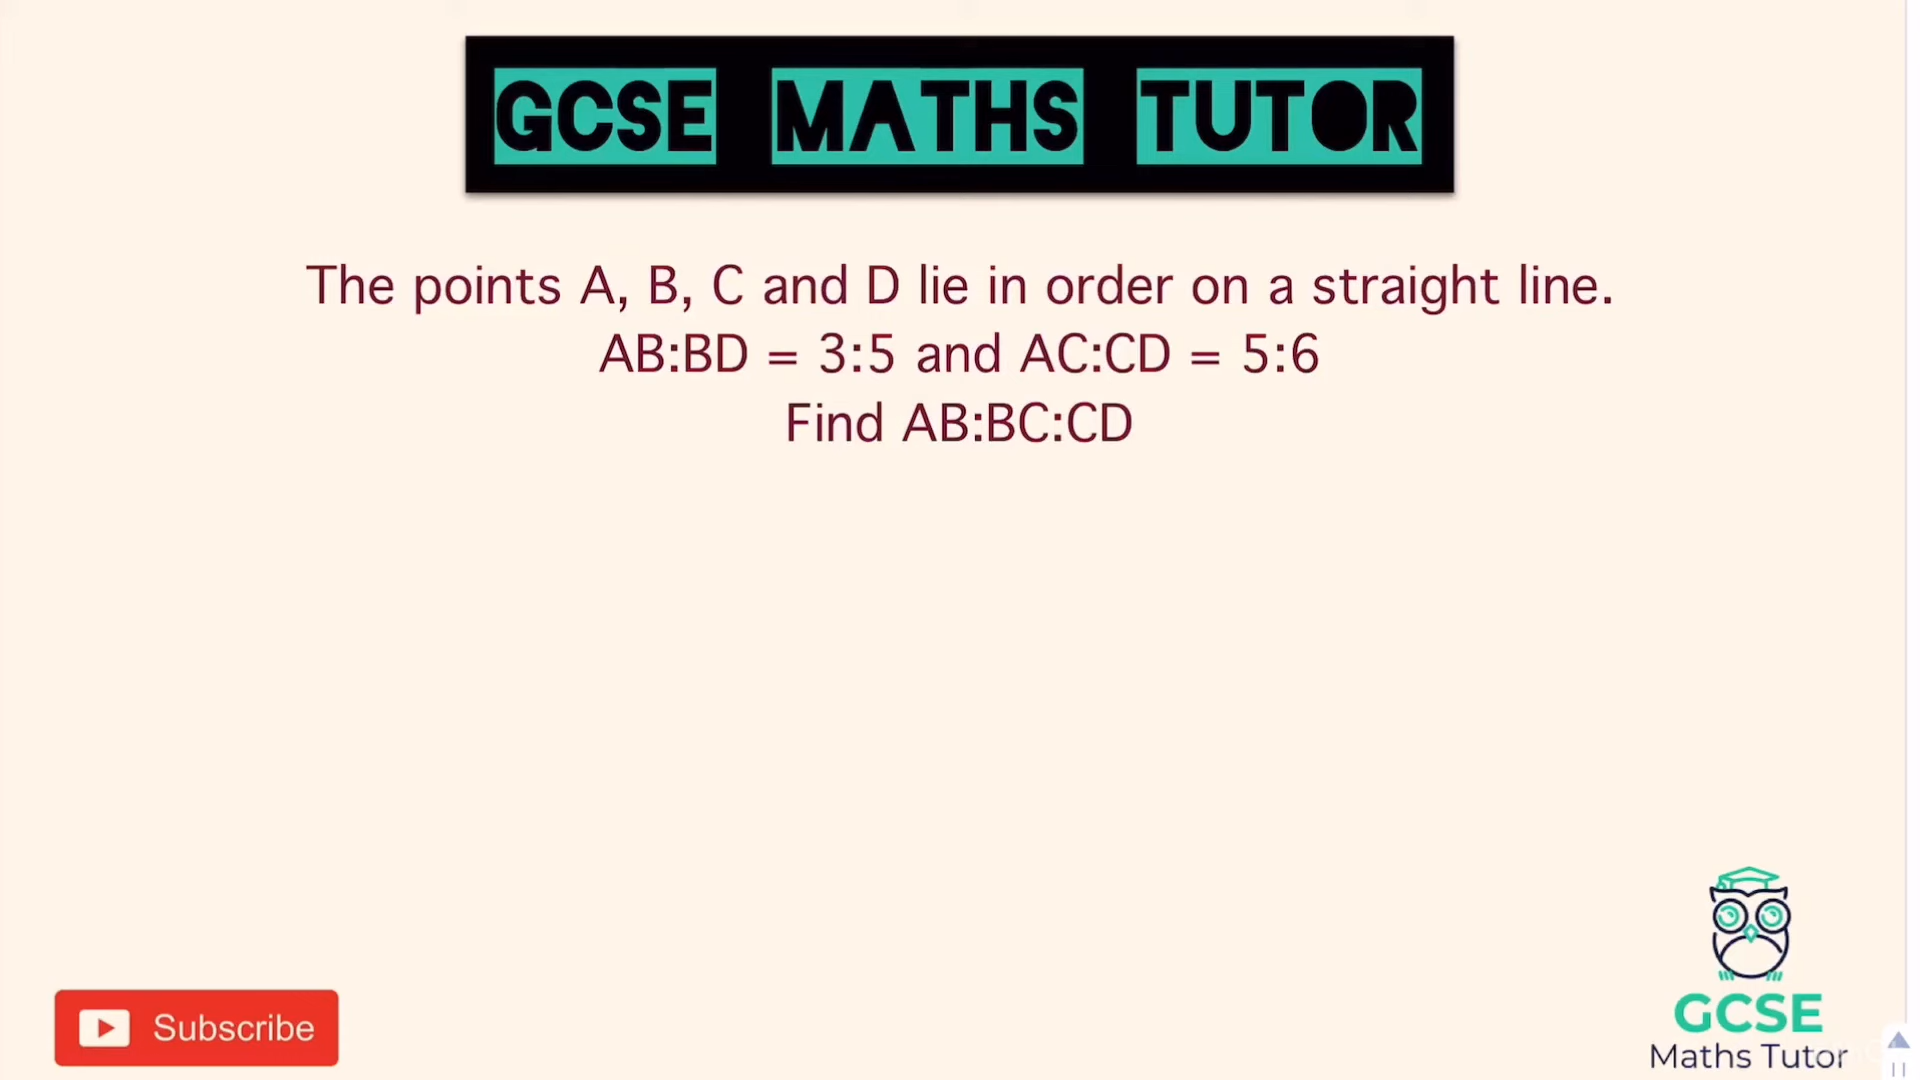 GCSE MATHS TUTOR
The points A, B, C and D lie in order on a straight line.
AB:BD = 3:5 and AC:CD = 5:6
Find AB:BC:CD
Subscribe
GCSE
Maths Tutor